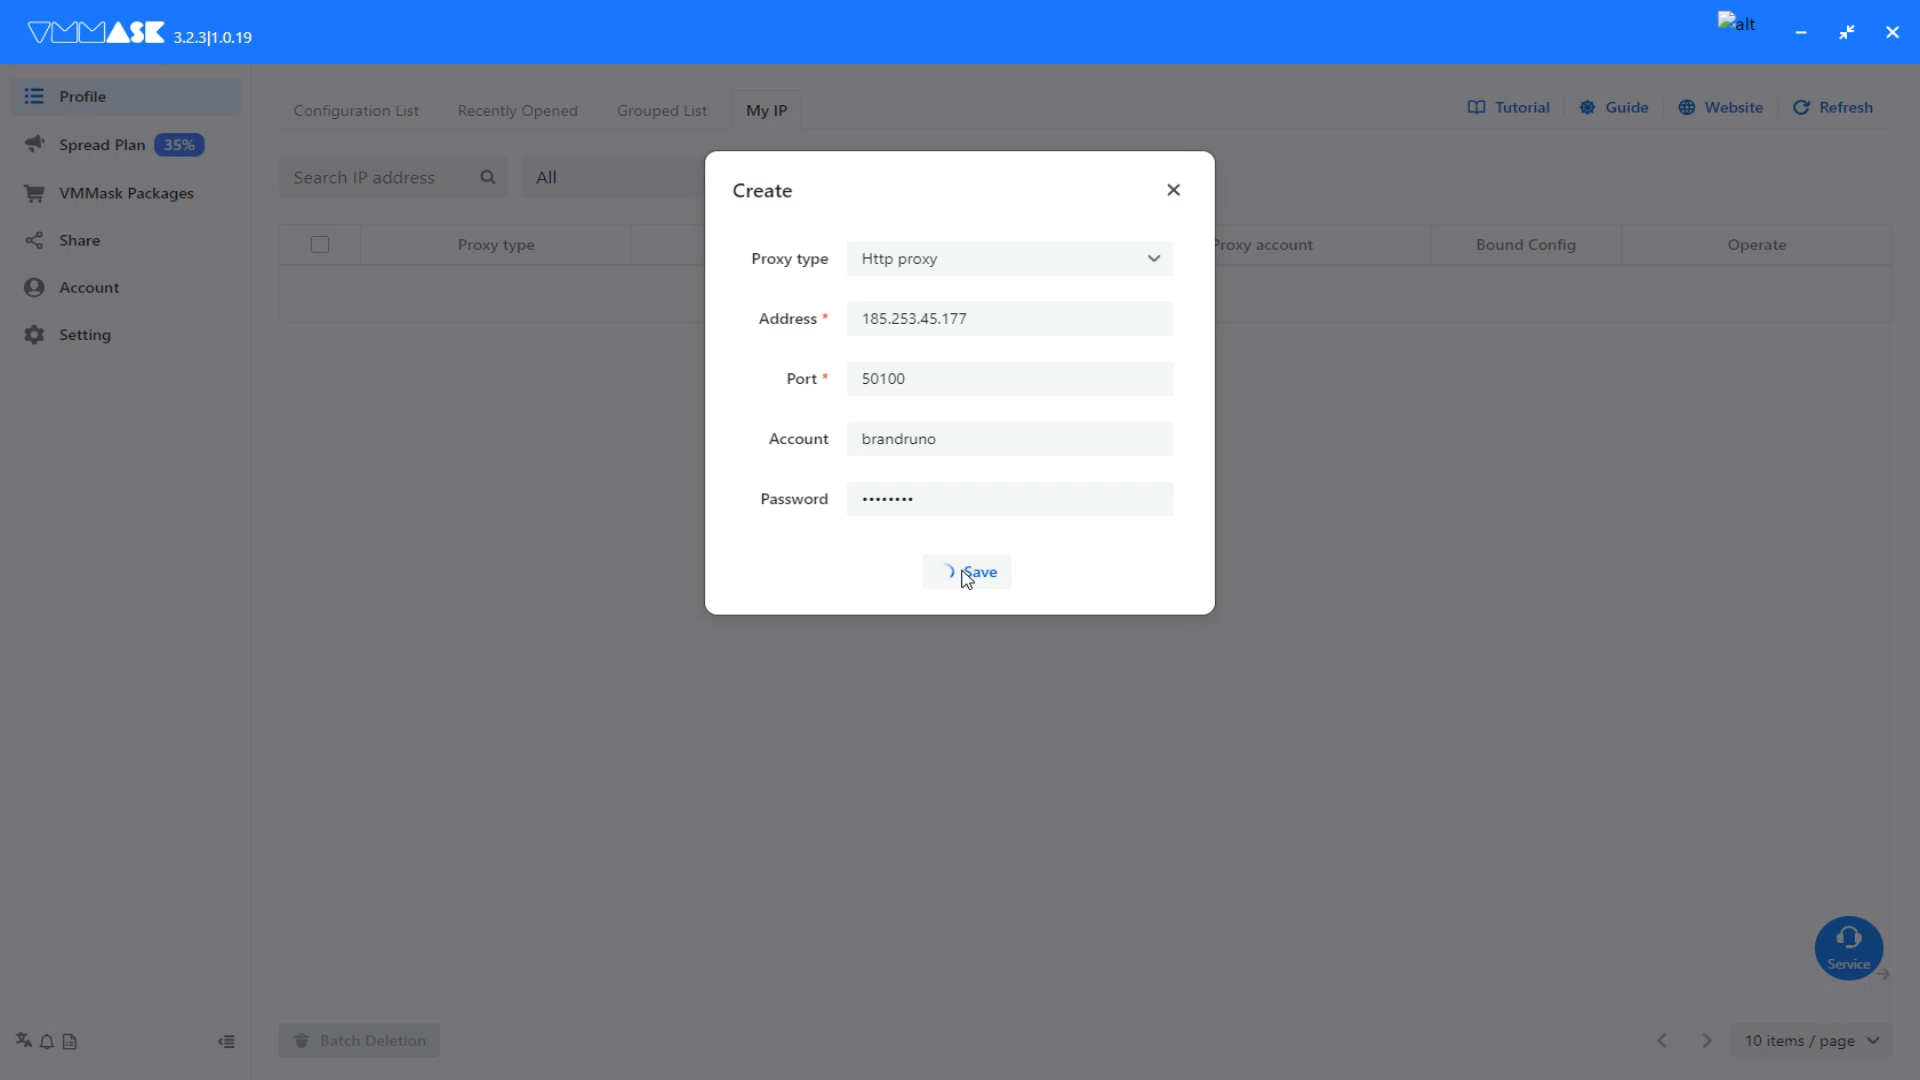 VMMASK 3.2.3|1.0.19
alt
Profile
Spread Plan 35%
VMMask Packages
Share
Account
Setting
Configuration List Recently Opened Grouped List My IP
Tutorial Guide Website Refresh
Search IP address All
Proxy type Proxy account Bound Config Operate
Create
Proxy type Http proxy
Address * 185.253.45.177
Port * 50100
Account brandruno
Password ••••••••
Save
Service
Batch Deletion
10 items / page